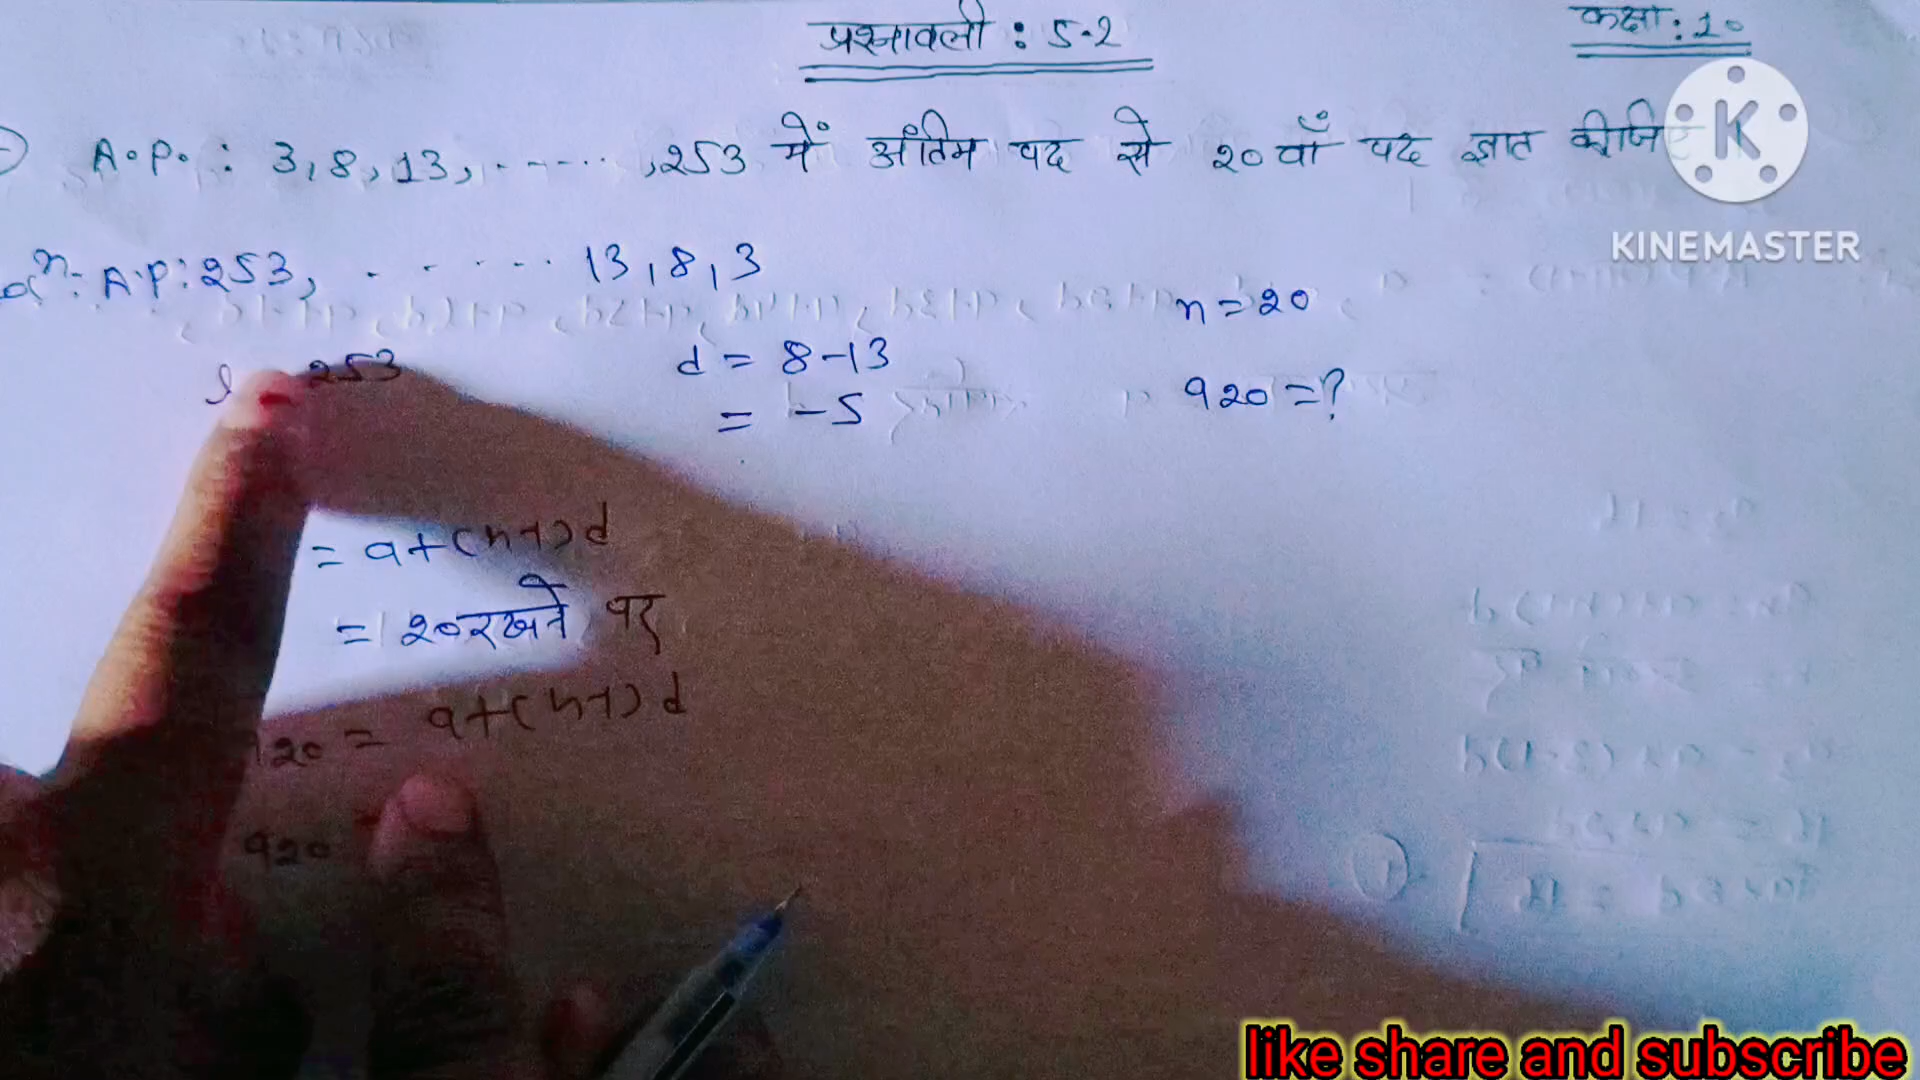 प्रश्नावली : 5.2
कक्षा : 10
A.P. : 3, 8, 13, ......, 253 में अंतिम पद से 20वाँ पद ज्ञात
KINEMASTER
A.P: 253, ...... 13, 8, 3
n = 20
253
d = 8-13
= -5
a20 = ?
= a+(n-1)d
= 20 रखने पर
a20 = a+(n-1)d
a20
like share and subscribe